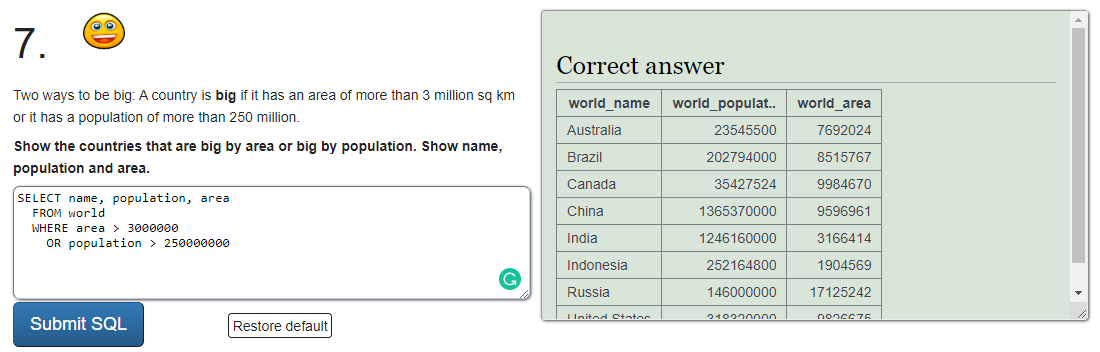 7.
Two ways to be big: A country is big if it has an area of more than 3 million sq km
or it has a population of more than 250 million.
Show the countries that are big by area or big by population. Show name,
population and area.
SELECT name, population, area
FROM world
WHERE area > 3000000
OR population > 250000000
Submit SQL
Restore default
Correct answer
world_name world_populat.. world_area
Australia 23545500 7692024
Brazil 202794000 8515767
Canada 35427524 9984670
China 1365370000 9596961
India 1246160000 3166414
Indonesia 252164800 1904569
Russia 146000000 17125242
United States 318320000 9826675